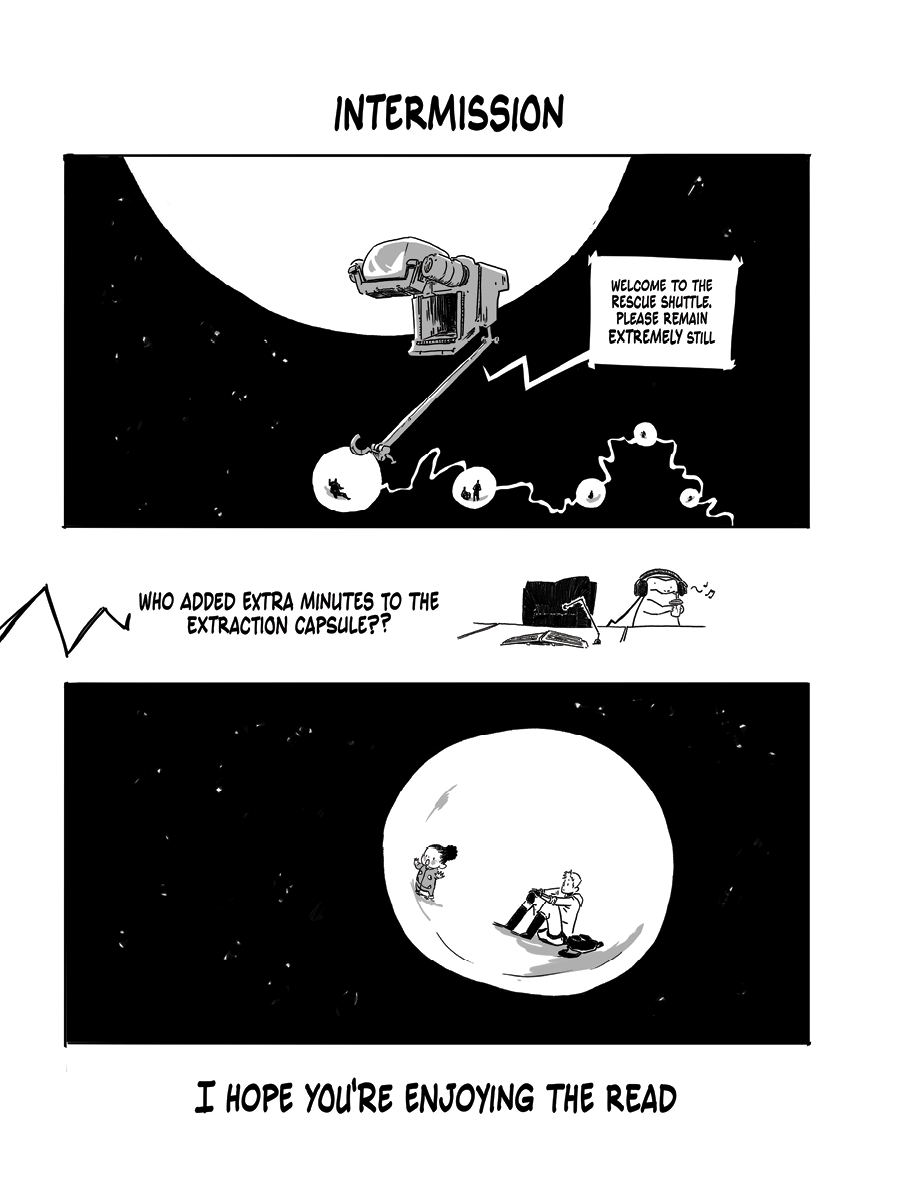 INTERMISSION
WELCOME TO THE
RESCUE SHUTTLE.
PLEASE REMAIN
EXTREMELY STILL
WHO ADDED EXTRA MINUTES TO THE
EXTRACTION CAPSULE??
I HOPE YOU'RE ENJOYING THE READ